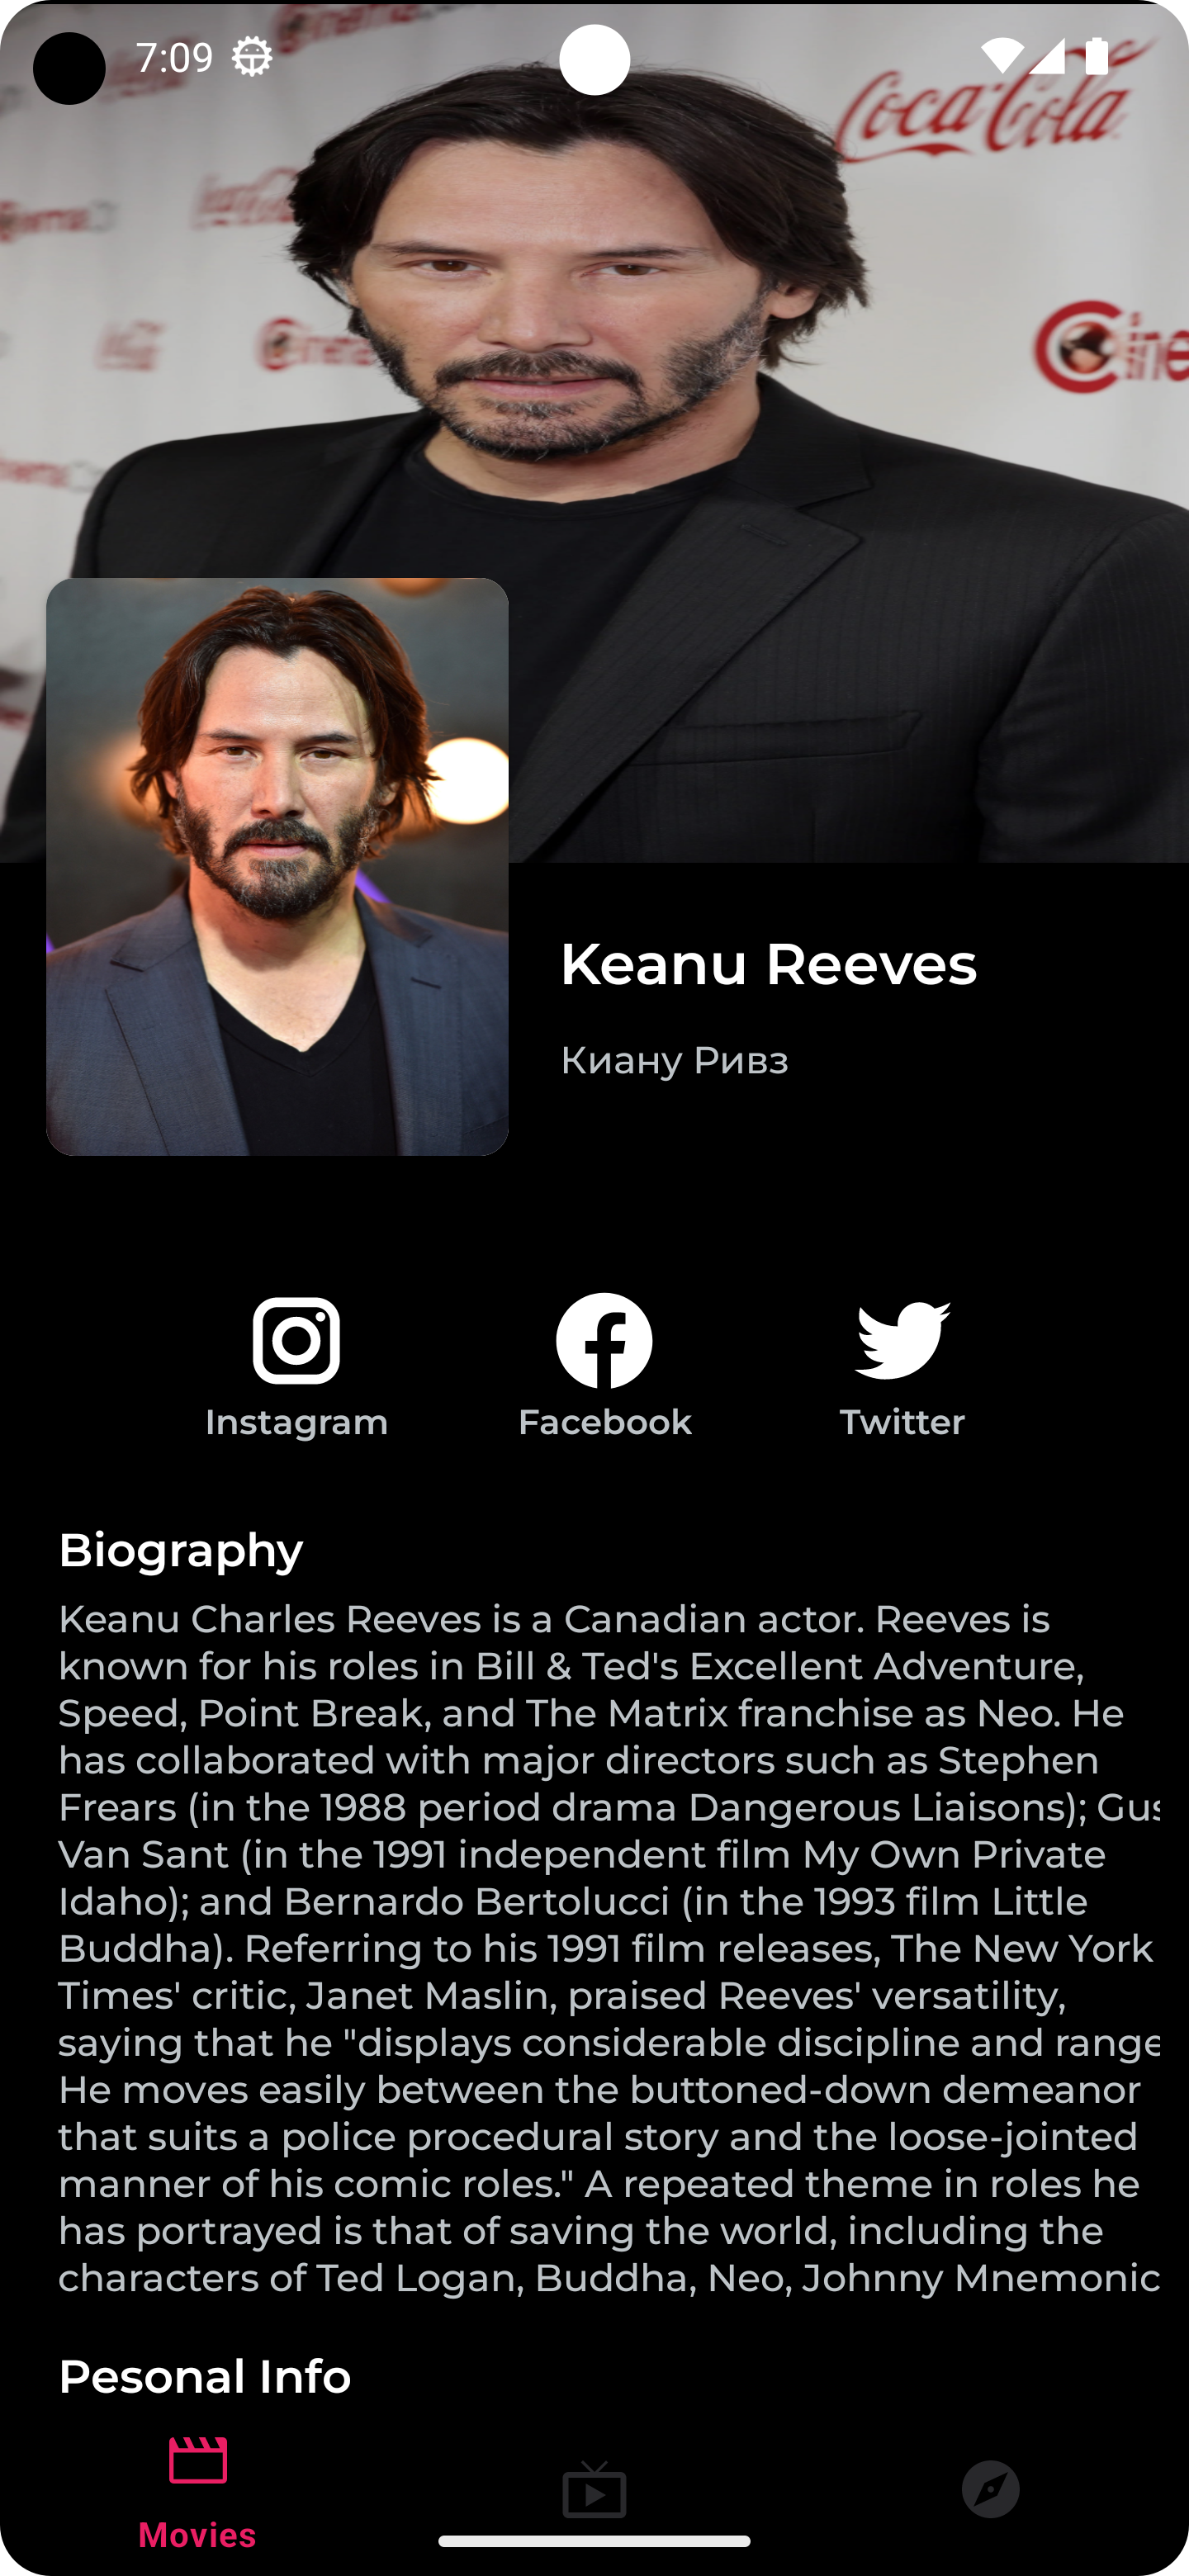 7:09
Coca-Cola
Cine
Keanu Reeves
Киану Ривз
Instagram
Facebook
Twitter
Biography
Keanu Charles Reeves is a Canadian actor. Reeves is
known for his roles in Bill & Ted's Excellent Adventure,
Speed, Point Break, and The Matrix franchise as Neo. He
has collaborated with major directors such as Stephen
Frears (in the 1988 period drama Dangerous Liaisons); Gus
Van Sant (in the 1991 independent film My Own Private
Idaho); and Bernardo Bertolucci (in the 1993 film Little
Buddha). Referring to his 1991 film releases, The New York
Times' critic, Janet Maslin, praised Reeves' versatility,
saying that he "displays considerable discipline and range
He moves easily between the buttoned-down demeanor
that suits a police procedural story and the loose-jointed
manner of his comic roles." A repeated theme in roles he
has portrayed is that of saving the world, including the
characters of Ted Logan, Buddha, Neo, Johnny Mnemonic
Pesonal Info
Movies